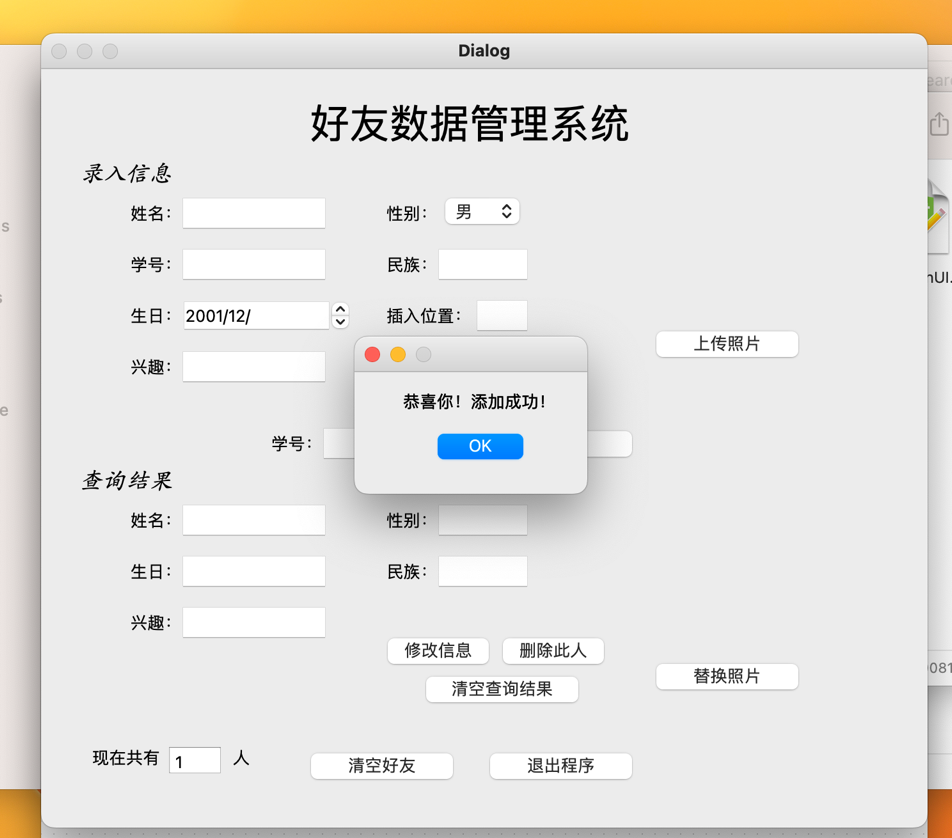 Dialog
好友数据管理系统
录入信息
姓名：
性别：
男
学号：
民族：
生日：
2001/12/
插入位置：
上传照片
兴趣：
恭喜你！添加成功！
OK
学号：
查询结果
姓名：
性别：
生日：
民族：
兴趣：
修改信息
删除此人
清空查询结果
替换照片
现在共有
1
人
清空好友
退出程序